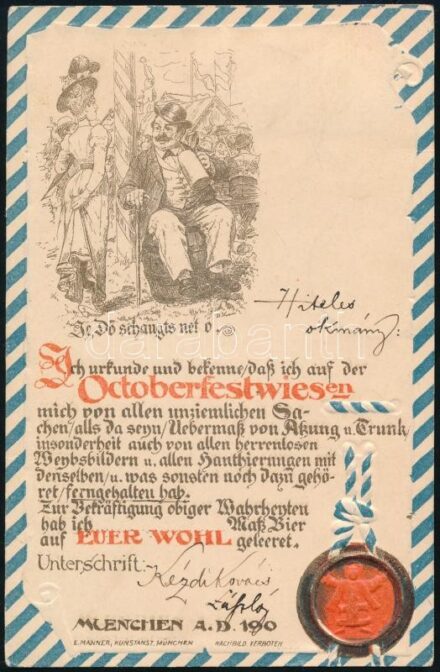 Je Dö schaugts net o.
Hiteles
okmány:
Ich urkunde und bekenne/daß ich auf der
Octoberfestwiesen
mich von allen unziemlichen Sa-
chen/als da seyn/Uebermaß von Atzung u. Trunk/
insonderheit auch von allen herrenlosen
Weybsbildern u. allen Hanthierungen mit
denselben/u. was sonsten noch dazu gehö-
ret/ferngehalten hab.
Zur Bekräftigung obiger Wahrheyten
hab ich Maß Bier
auf EUER WOHL geleeret.
Unterschrift: Kézdikovács
László
MUENCHEN A. D. 190
E. MANNER, KUNSTANST. MÜNCHEN NACHBILD. VERBOTEN
darabanth